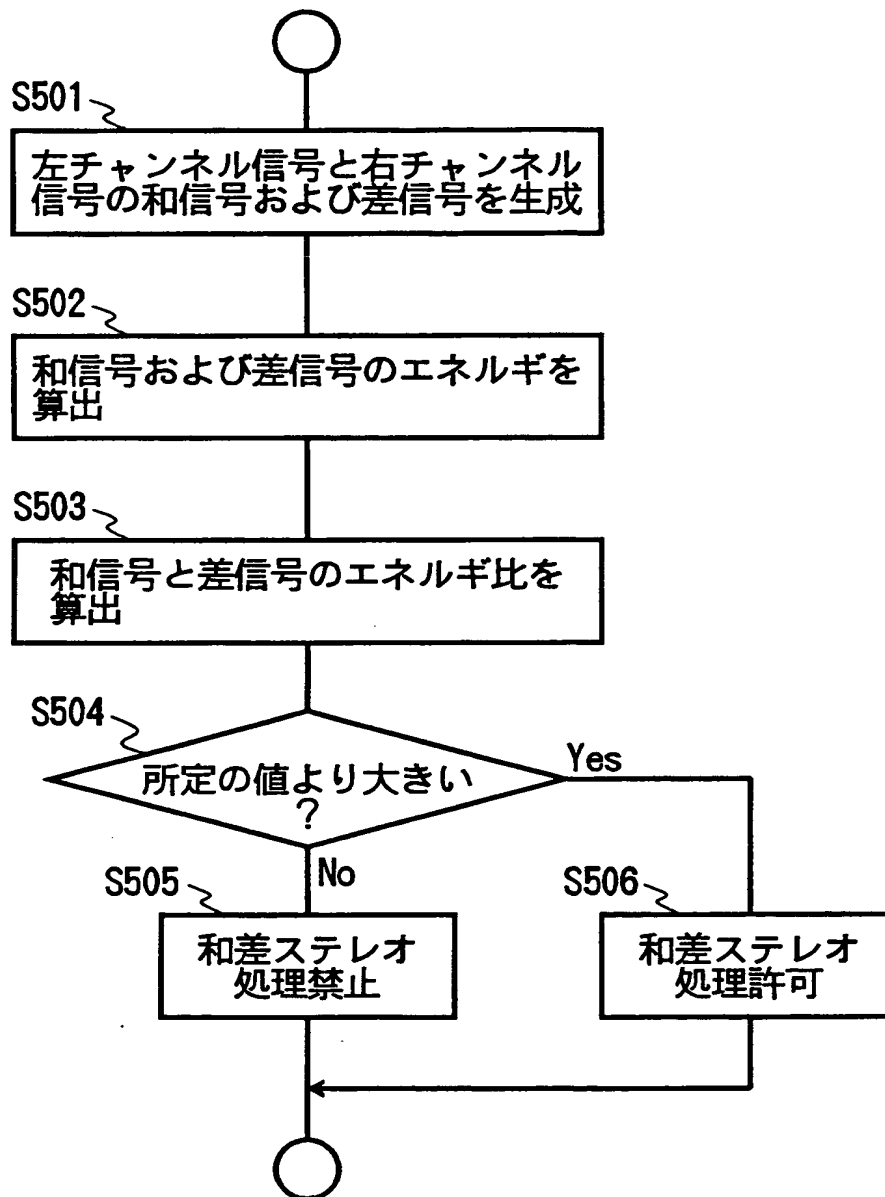 S501
左チャンネル信号と右チャンネル
信号の和信号および差信号を生成
S502
和信号および差信号のエネルギを
算出
S503
和信号と差信号のエネルギ比を
算出
S504
所定の値より大きい
?
Yes
No
S505
和差ステレオ
処理禁止
S506
和差ステレオ
処理許可